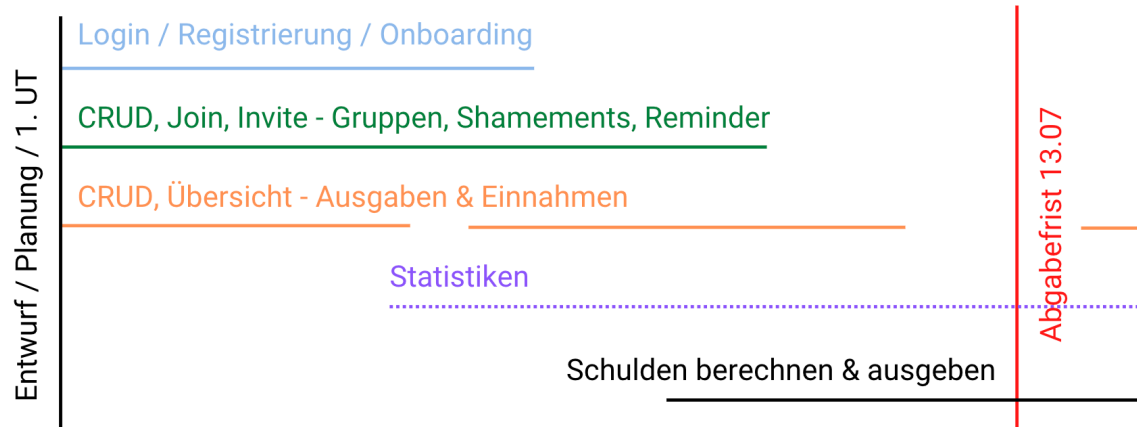 Entwurf / Planung / 1. UT
Login / Registrierung / Onboarding
CRUD, Join, Invite - Gruppen, Shamements, Reminder
CRUD, Übersicht - Ausgaben & Einnahmen
Statistiken
Schulden berechnen & ausgeben
Abgabefrist 13.07